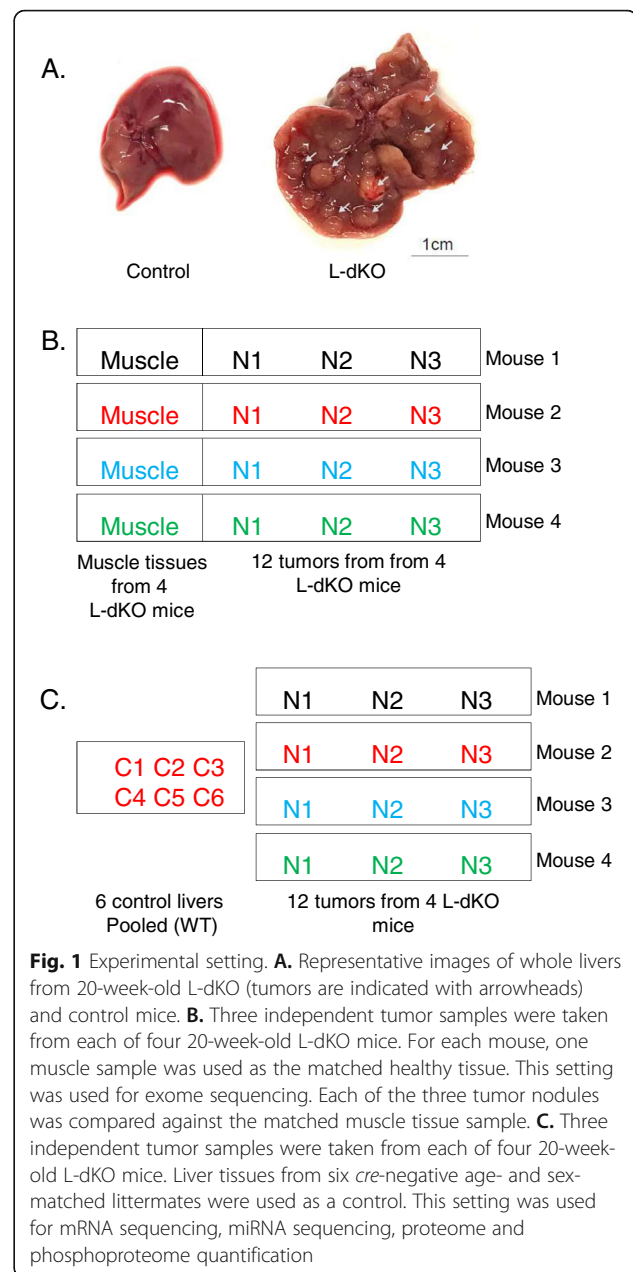 A.
1cm
Control
L-dKO
B.
Muscle N1 N2 N3 Mouse 1
Muscle N1 N2 N3 Mouse 2
Muscle N1 N2 N3 Mouse 3
Muscle N1 N2 N3 Mouse 4
Muscle tissues
from 4
L-dKO mice
12 tumors from from 4
L-dKO mice
C.
N1 N2 N3 Mouse 1
C1 C2 C3
C4 C5 C6
N1 N2 N3 Mouse 2
N1 N2 N3 Mouse 3
N1 N2 N3 Mouse 4
6 control livers
Pooled (WT)
12 tumors from 4 L-dKO
mice
Fig. 1 Experimental setting. A. Representative images of whole livers
from 20-week-old L-dKO (tumors are indicated with arrowheads)
and control mice. B. Three independent tumor samples were taken
from each of four 20-week-old L-dKO mice. For each mouse, one
muscle sample was used as the matched healthy tissue. This setting
was used for exome sequencing. Each of the three tumor nodules
was compared against the matched muscle tissue sample. C. Three
independent tumor samples were taken from each of four 20-week-
old L-dKO mice. Liver tissues from six cre-negative age- and sex-
matched littermates were used as a control. This setting was used
for mRNA sequencing, miRNA sequencing, proteome and
phosphoproteome quantification